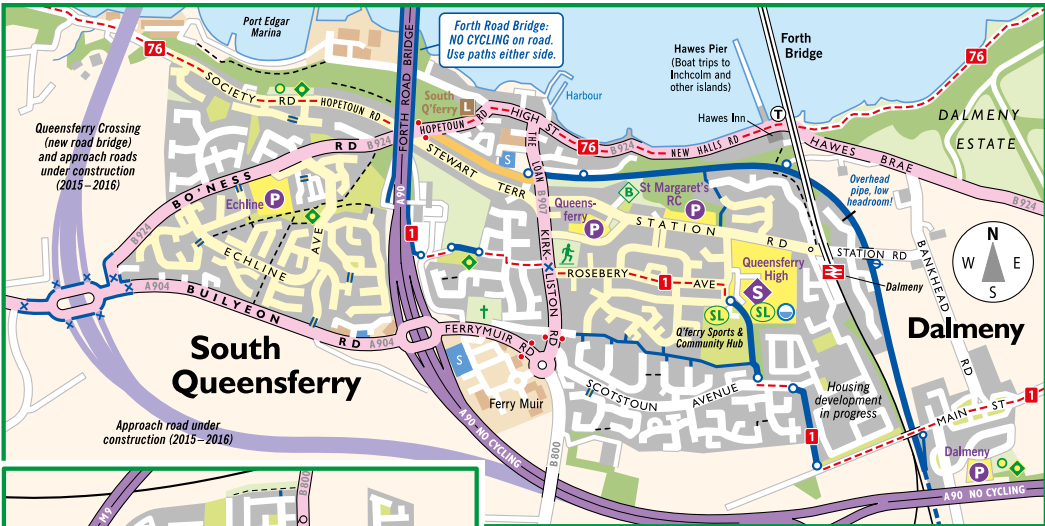 Port Edgar
Marina
Forth Road Bridge:
NO CYCLING on road.
Use paths either side.
Hawes Pier
(Boat trips to
Inchcolm and
other islands)
Forth
Bridge
76
76
76
SOCIETY RD
HOPETOUN RD
FORTH ROAD BRIDGE
South
Q'ferry
L
Harbour
Hawes Inn
T
DALMENY
ESTATE
Queensferry Crossing
(new road bridge)
and approach roads
under construction
(2015–2016)
HOPETOUN RD
HIGH ST
B924
NEW HALLS RD
HAWES BRAE
B924
BO'NESS RD
B924
B924
STEWART TERR
THE LOAN
B907
S
Overhead
pipe, low
headroom!
Echline
P
A90
B
St Margaret's
RC
P
Queens-
ferry
P
STATION RD
STATION RD
BANKHEAD RD
N
W E
S
ECHLINE AVE
1
KIRKLISTON RD
ROSEBERY AVE
1
Queensferry
High
S
SL
SL
Dalmeny
A904
BUILYEON RD
A904
FERRYMUIR RD
Q'ferry Sports &
Community Hub
Dalmeny
South
Queensferry
S
Ferry Muir
SCOTSTOUN AVENUE
Housing
development
in progress
MAIN ST
1
1
Approach road under
construction (2015–2016)
A90 NO CYCLING
B800
Dalmeny
P
A90 NO CYCLING
M9
B800